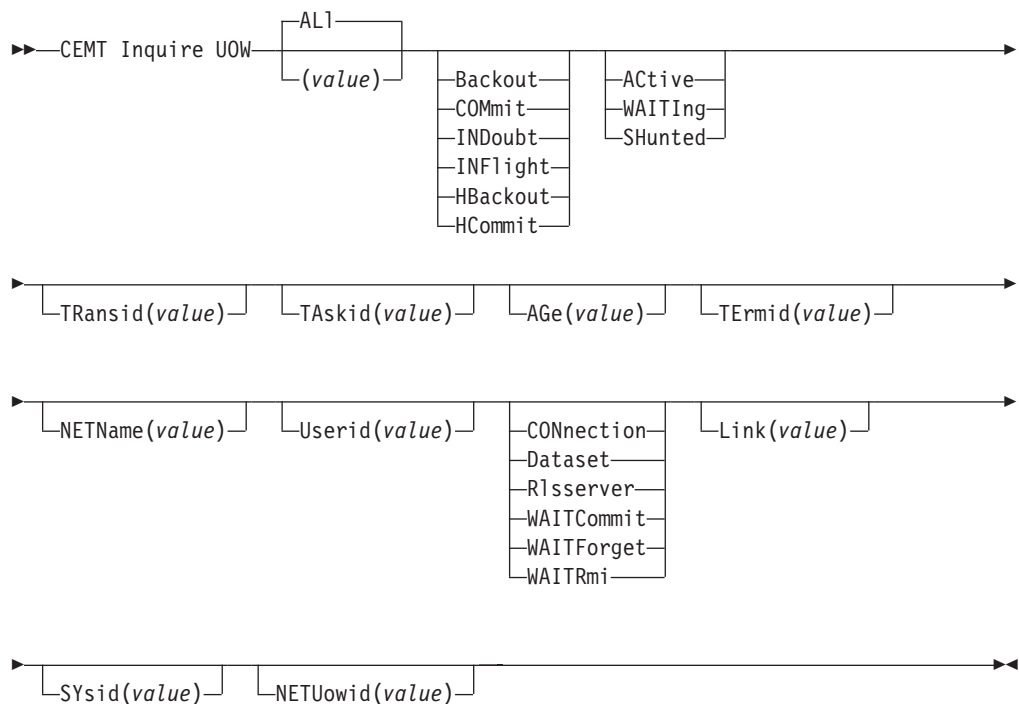 ALl
CEMT Inquire UOW
(value)
Backout
ACtive
COMmit
WAITIng
INDoubt
SHunted
INFlight
HBackout
HCommit
TRansid(value) TAskid(value) AGe(value) TErmid(value)
NETName(value) Userid(value) CONnection Link(value)
Dataset
Rlsserver
WAITCommit
WAITForget
WAITRmi
SYsid(value) NETUowid(value)